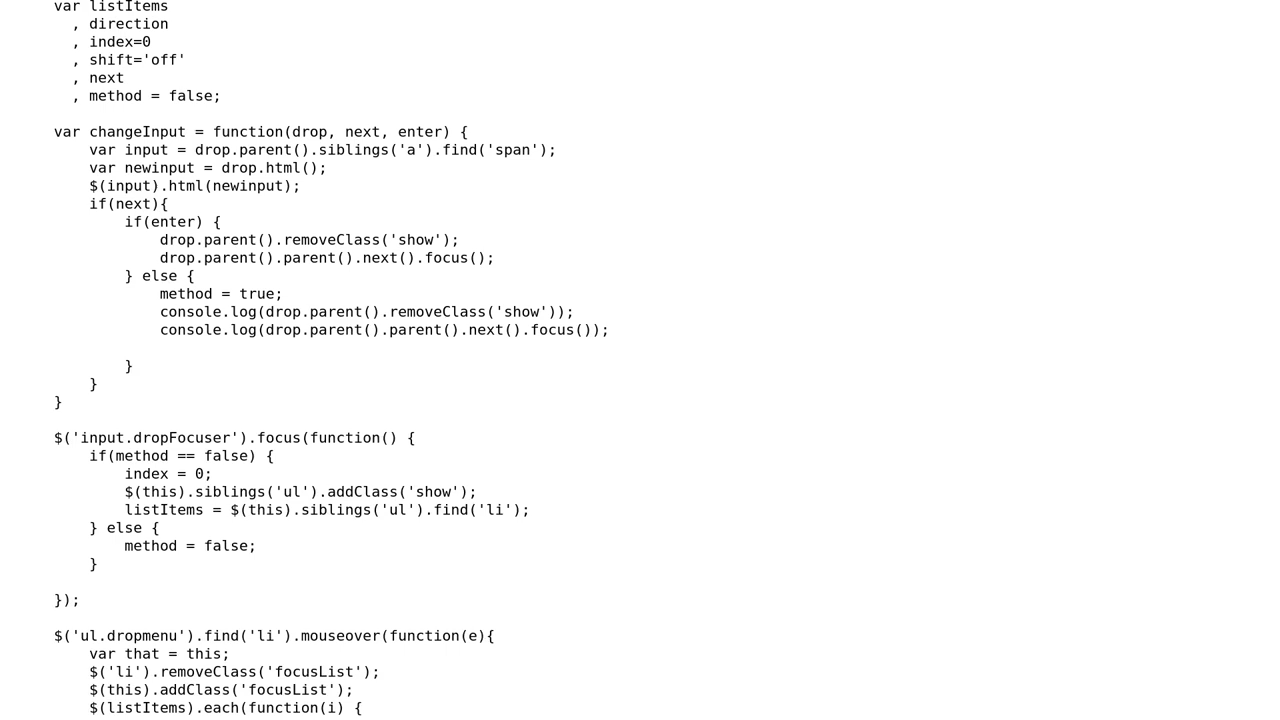 var listItems
  , direction
  , index=0
  , shift='off'
  , next
  , method = false;

var changeInput = function(drop, next, enter) {
    var input = drop.parent().siblings('a').find('span');
    var newinput = drop.html();
    $(input).html(newinput);
    if(next){
        if(enter) {
            drop.parent().removeClass('show');
            drop.parent().parent().next().focus();
        } else {
            method = true;
            console.log(drop.parent().removeClass('show'));
            console.log(drop.parent().parent().next().focus());

        }
    }
}

$('input.dropFocuser').focus(function() {
    if(method == false) {
        index = 0;
        $(this).siblings('ul').addClass('show');
        listItems = $(this).siblings('ul').find('li');
    } else {
        method = false;
    }

});

$('ul.dropmenu').find('li').mouseover(function(e){
    var that = this;
    $('li').removeClass('focusList');
    $(this).addClass('focusList');
    $(listItems).each(function(i) {